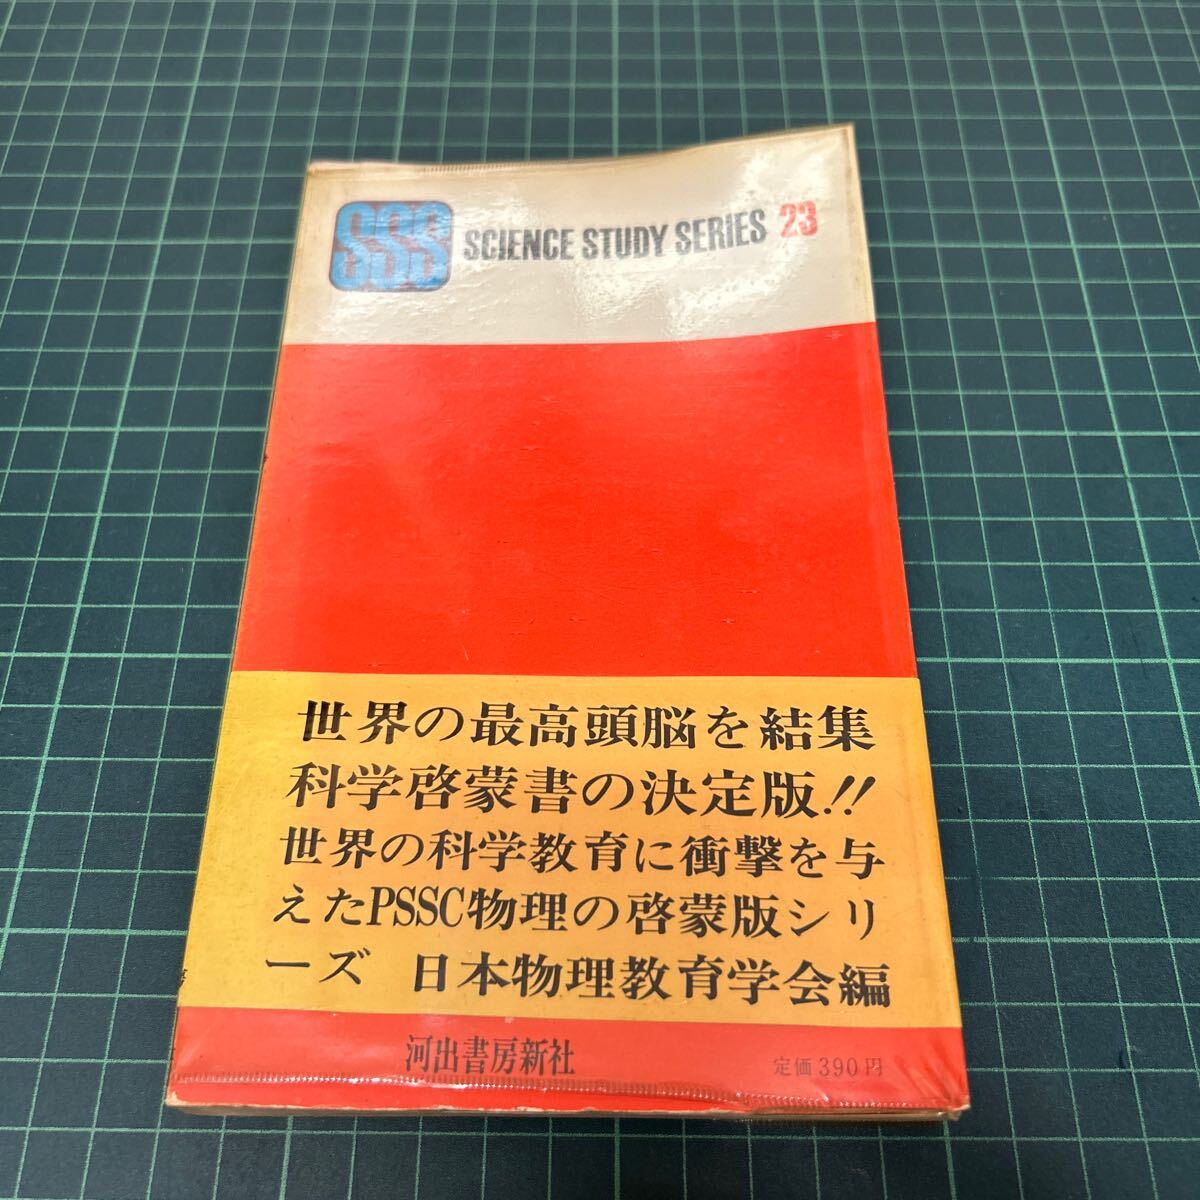 SSS SCIENCE STUDY SERIES 23
世界の最高頭脳を結集
科学啓蒙書の決定版!!
世界の科学教育に衝撃を与
えたPSSC物理の啓蒙版シリ
ーズ 日本物理教育学会編
河出書房新社 定価390円